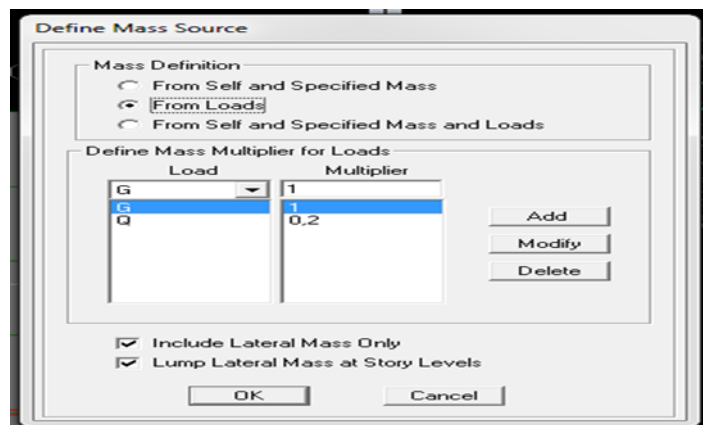 Define Mass Source
Mass Definition
From Self and Specified Mass
From Loads
From Self and Specified Mass and Loads
Define Mass Multiplier for Loads
Load Multiplier
G 1
G 1
Q 0,2
Add
Modify
Delete
Include Lateral Mass Only
Lump Lateral Mass at Story Levels
OK Cancel